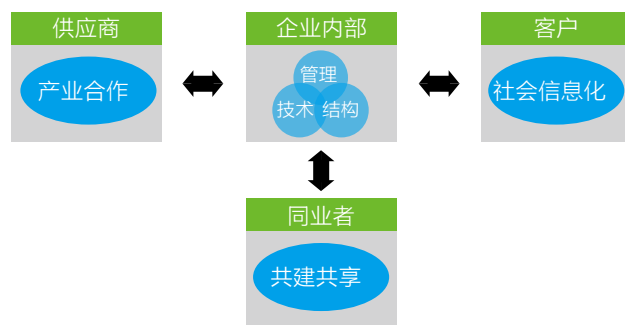 供应商
产业合作
企业内部
管理
技术
结构
客户
社会信息化
同业者
共建共享